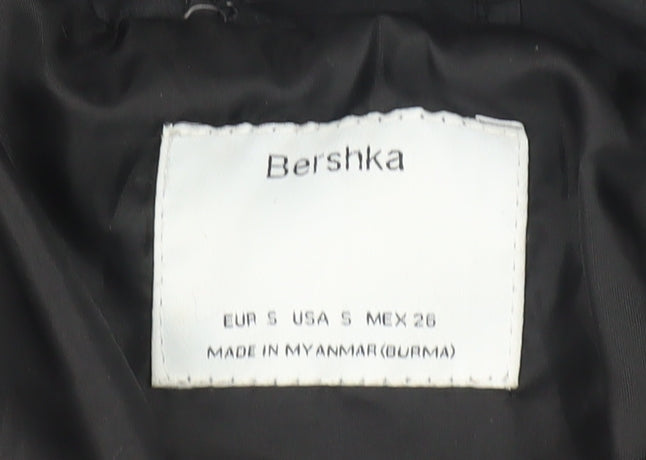 Bershka
EUR S USA S MEX 26
MADE IN MYANMAR(BURMA)